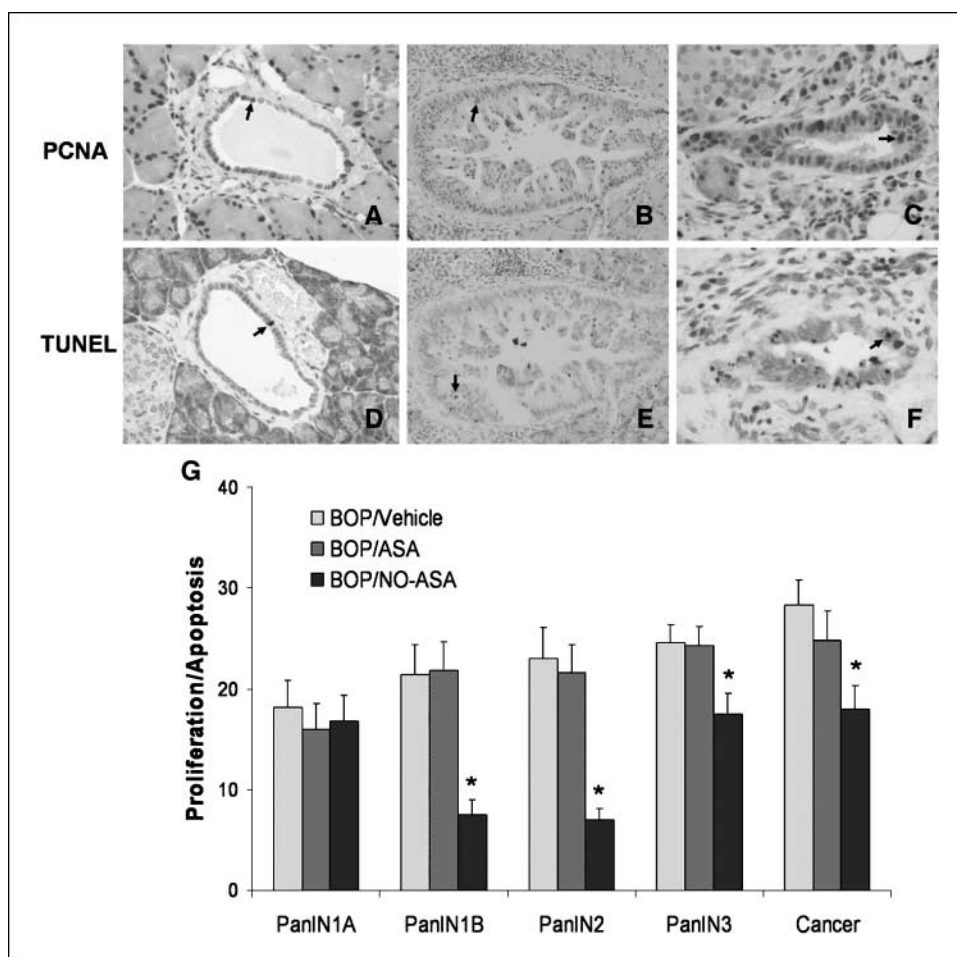 PCNA
A
B
C
TUNEL
D
E
F
G
40
30
20
10
0
Proliferation/Apoptosis
BOP/Vehicle
BOP/ASA
BOP/NO-ASA
*
*
*
*
PanIN1A
PanIN1B
PanIN2
PanIN3
Cancer